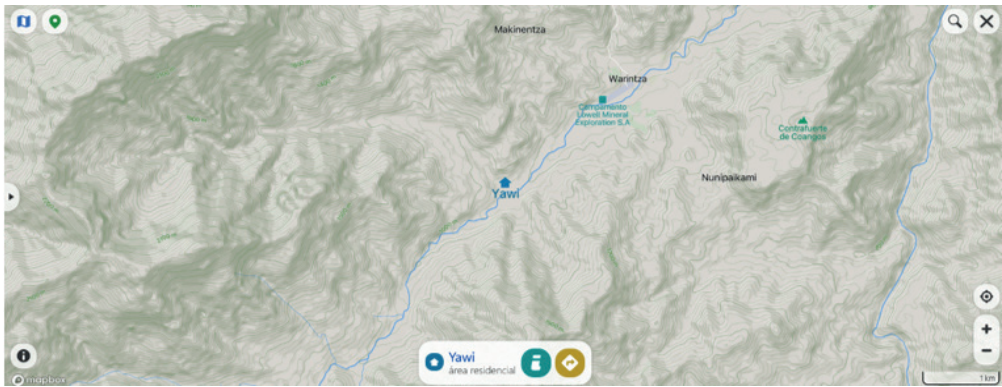 Makinentza
Warintza
Campamento
Lowell Mineral
Exploration S.A
Contrafuerte
de Coangos
Nunipaikami
Yawi
Yawi
área residencial
1 km
mapbox